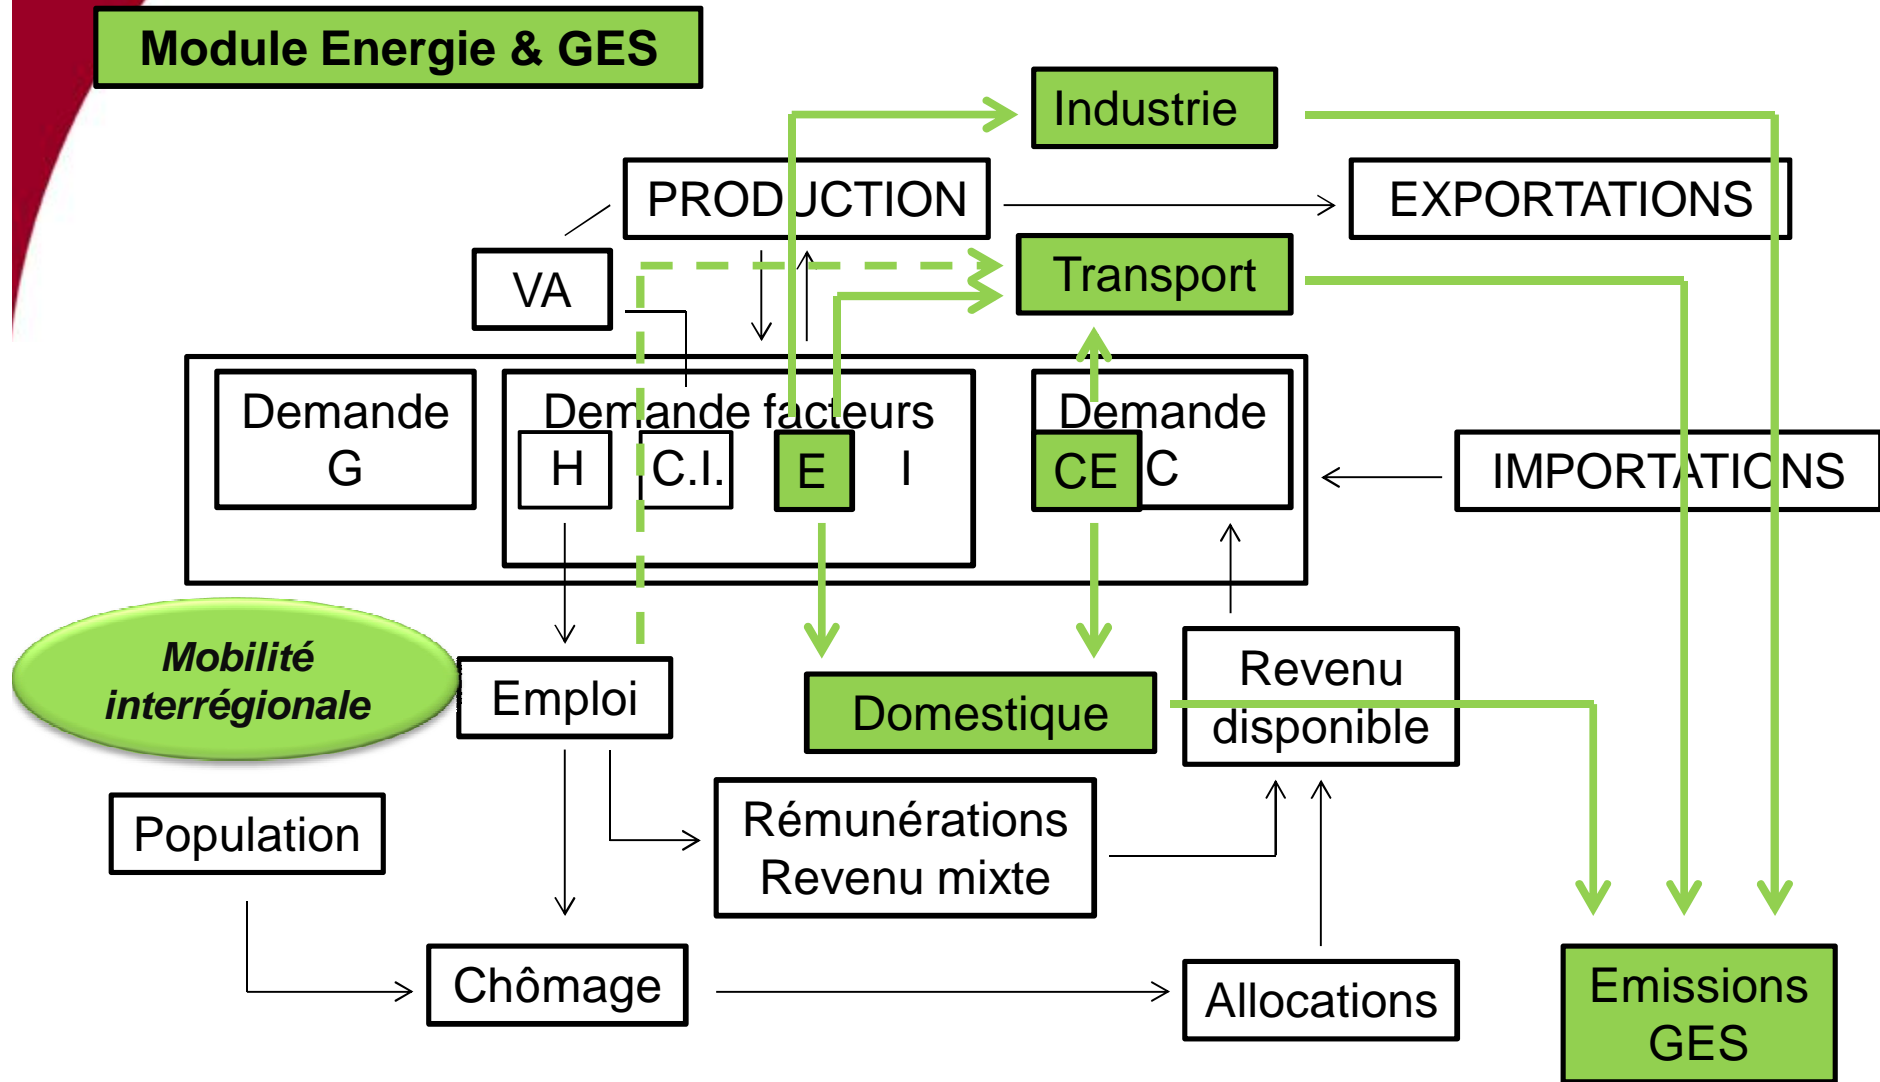 Module Energie & GES
Industrie
PRODUCTION
EXPORTATIONS
VA
Transport
Demande
G
Demande facteurs
H
C.I.
E
I
Demande
CE
C
IMPORTATIONS
Mobilité
interrégionale
Emploi
Domestique
Revenu
disponible
Population
Rémunérations
Revenu mixte
Chômage
Allocations
Emissions
GES